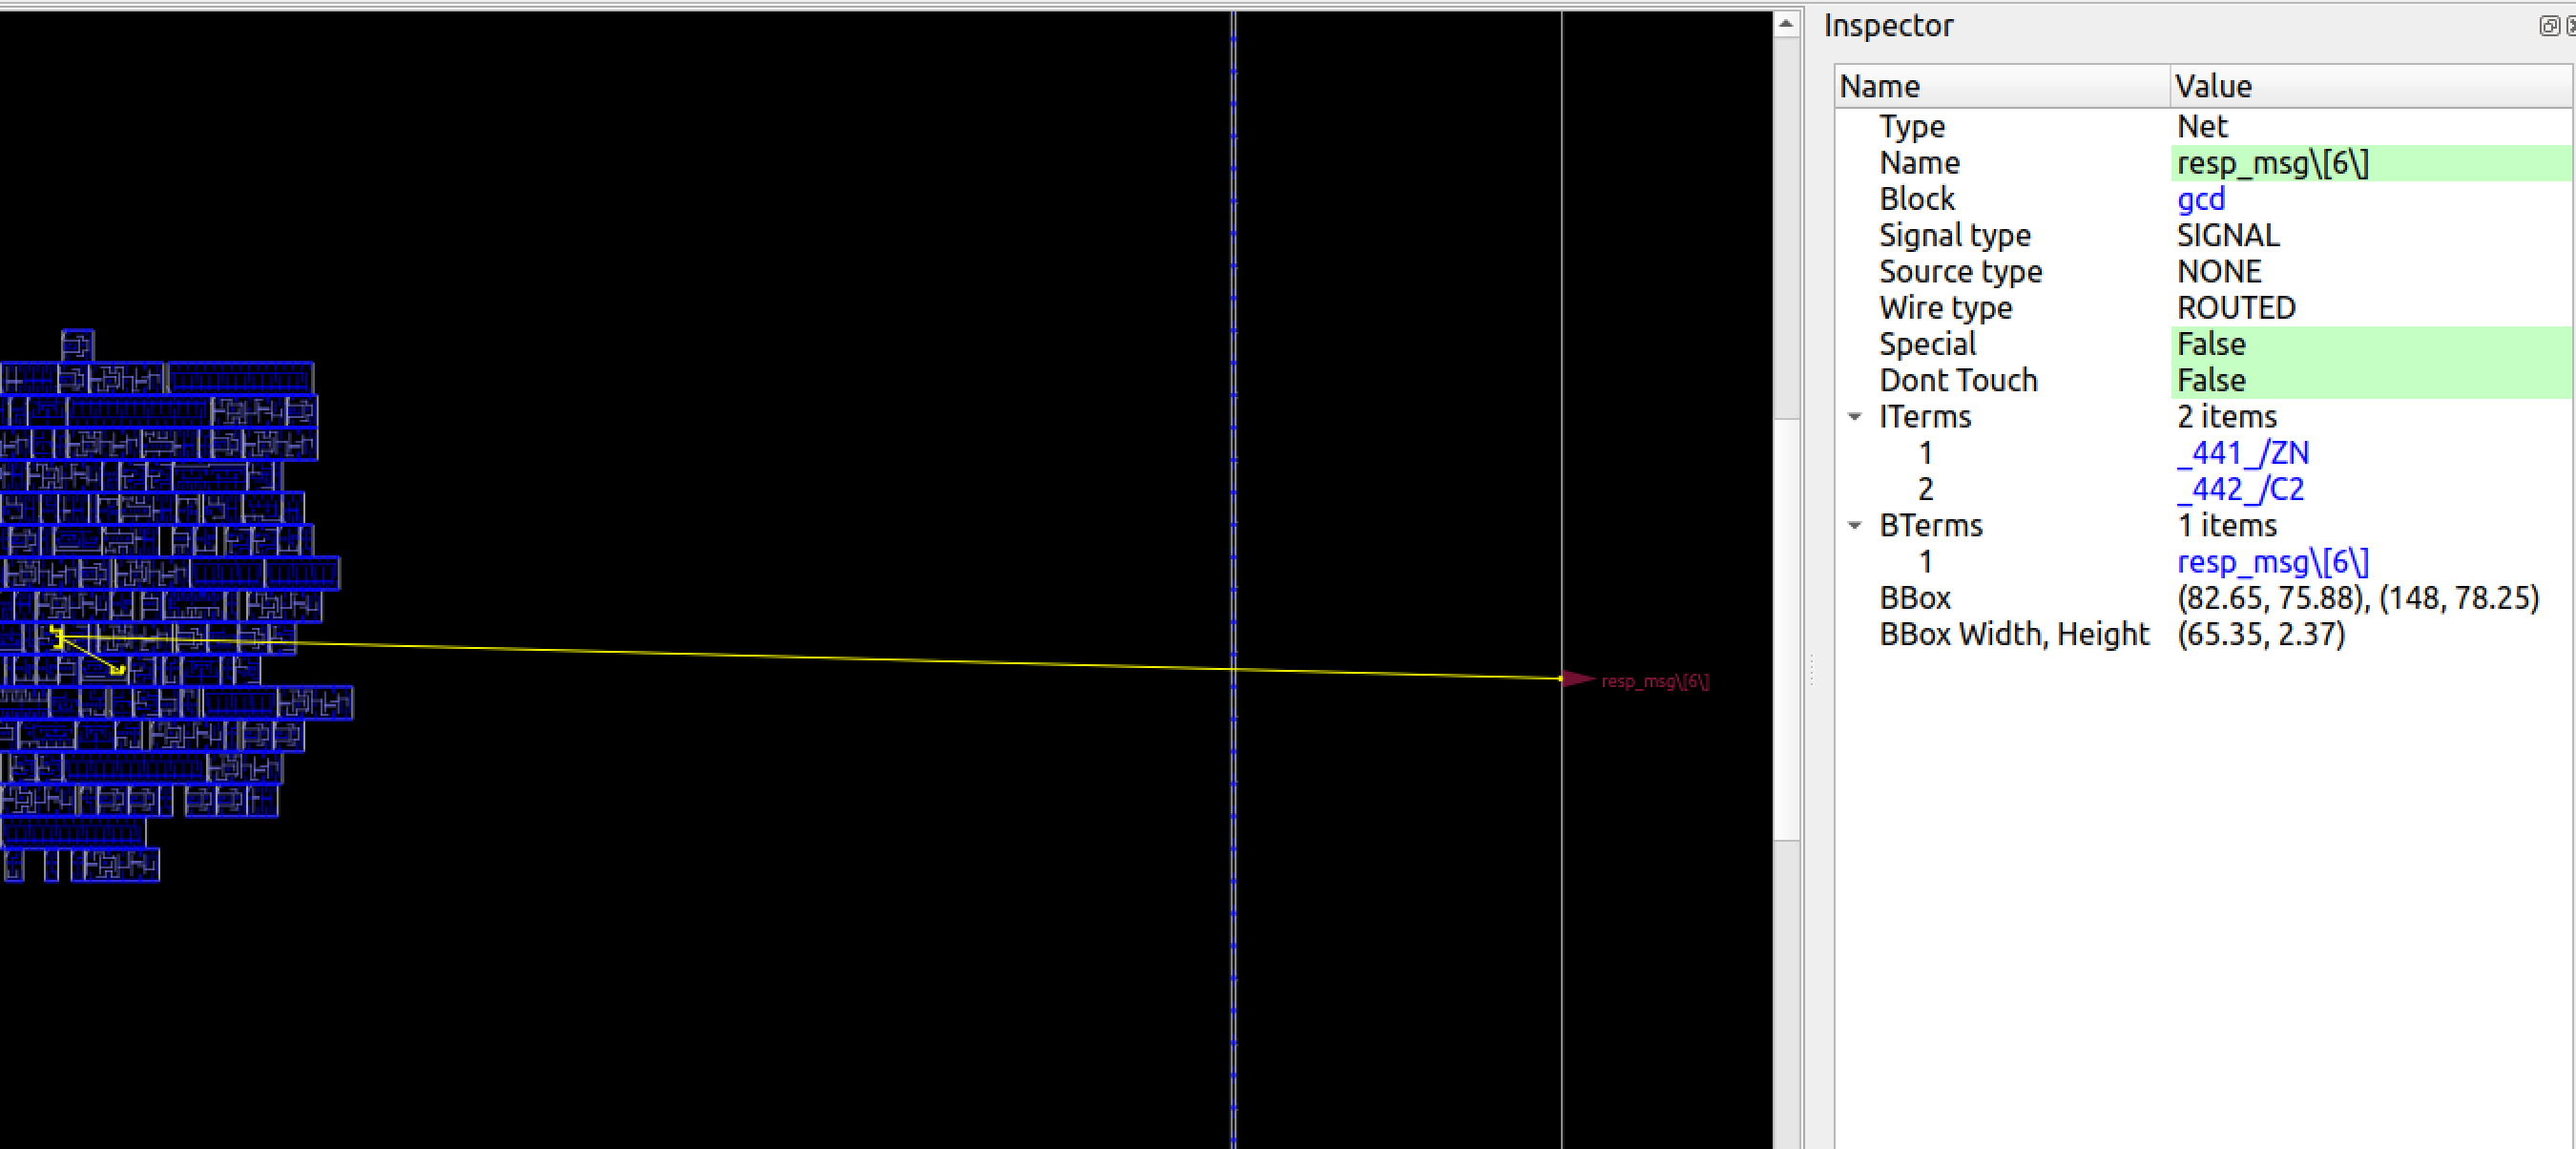 Inspector
Name Value
Type Net
Name resp_msg\[6\]
Block gcd
Signal type SIGNAL
Source type NONE
Wire type ROUTED
Special False
Dont Touch False
ITerms 2 items
1 _441_/ZN
2 _442_/C2
BTerms 1 items
1 resp_msg\[6\]
BBox (82.65, 75.88), (148, 78.25)
BBox Width, Height (65.35, 2.37)
resp_msg\[6\]